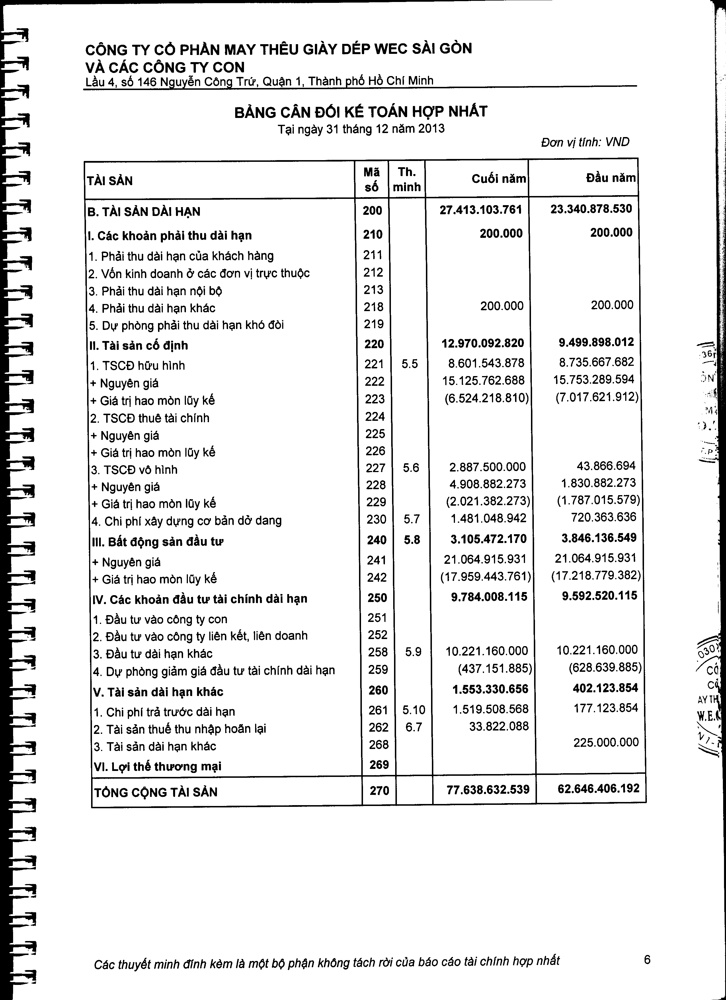 CÔNG TY CỔ PHẦN MAY THÊU GIÀY DÉP WEC SÀI GÒN
VÀ CÁC CÔNG TY CON
Lầu 4, số 146 Nguyễn Công Trứ, Quận 1, Thành phố Hồ Chí Minh
BẢNG CÂN ĐỐI KẾ TOÁN HỢP NHẤT
Tại ngày 31 tháng 12 năm 2013
Đơn vị tính: VND
TÀI SẢN Mã số Th. minh Cuối năm Đầu năm
B. TÀI SẢN DÀI HẠN 200 27.413.103.761 23.340.878.530
I. Các khoản phải thu dài hạn 210 200.000 200.000
1. Phải thu dài hạn của khách hàng 211
2. Vốn kinh doanh ở các đơn vị trực thuộc 212
3. Phải thu dài hạn nội bộ 213
4. Phải thu dài hạn khác 218 200.000 200.000
5. Dự phòng phải thu dài hạn khó đòi 219
II. Tài sản cố định 220 12.970.092.820 9.499.898.012
1. TSCĐ hữu hình 221 5.5 8.601.543.878 8.735.667.682
+ Nguyên giá 222 15.125.762.688 15.753.289.594
+ Giá trị hao mòn lũy kế 223 (6.524.218.810) (7.017.621.912)
2. TSCĐ thuê tài chính 224
+ Nguyên giá 225
+ Giá trị hao mòn lũy kế 226
3. TSCĐ vô hình 227 5.6 2.887.500.000 43.866.694
+ Nguyên giá 228 4.908.882.273 1.830.882.273
+ Giá trị hao mòn lũy kế 229 (2.021.382.273) (1.787.015.579)
4. Chi phí xây dựng cơ bản dở dang 230 5.7 1.481.048.942 720.363.636
III. Bất động sản đầu tư 240 5.8 3.105.472.170 3.846.136.549
+ Nguyên giá 241 21.064.915.931 21.064.915.931
+ Giá trị hao mòn lũy kế 242 (17.959.443.761) (17.218.779.382)
IV. Các khoản đầu tư tài chính dài hạn 250 9.784.008.115 9.592.520.115
1. Đầu tư vào công ty con 251
2. Đầu tư vào công ty liên kết, liên doanh 252
3. Đầu tư dài hạn khác 258 5.9 10.221.160.000 10.221.160.000
4. Dự phòng giảm giá đầu tư tài chính dài hạn 259 (437.151.885) (628.639.885)
V. Tài sản dài hạn khác 260 1.553.330.656 402.123.854
1. Chi phí trả trước dài hạn 261 5.10 1.519.508.568 177.123.854
2. Tài sản thuế thu nhập hoãn lại 262 6.7 33.822.088
3. Tài sản dài hạn khác 268 225.000.000
VI. Lợi thế thương mại 269
TỔNG CỘNG TÀI SẢN 270 77.638.632.539 62.646.406.192
Các thuyết minh đính kèm là một bộ phận không tách rời của báo cáo tài chính hợp nhất 6